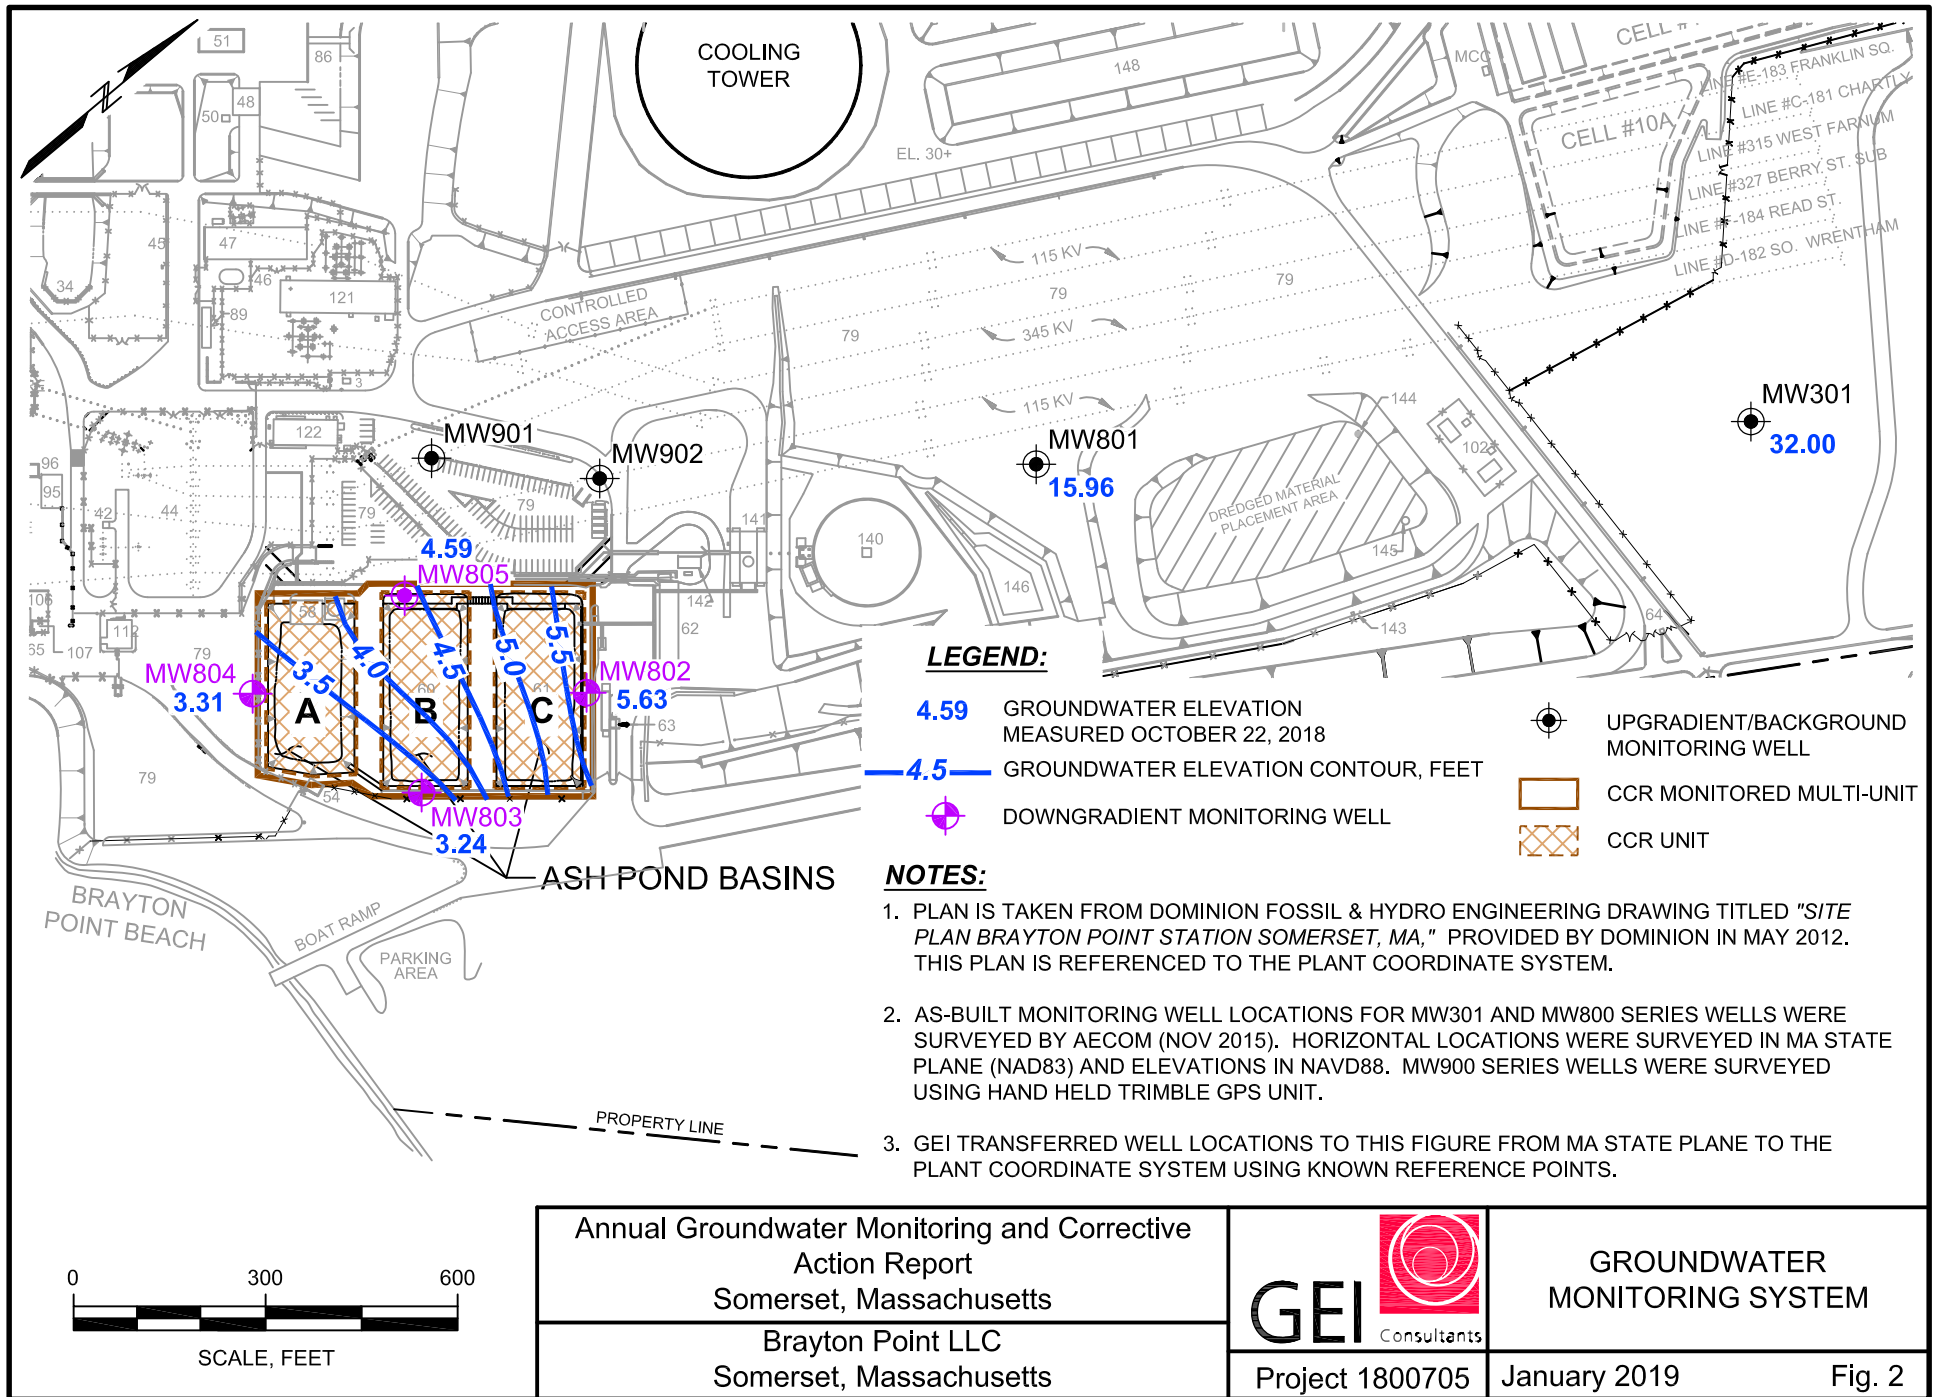 51
86
48
50
COOLING
TOWER
148
MCC
CELL #
LINE #E-183 FRANKLIN SQ.
LINE #C-181 CHARTLY
CELL #10A
LINE #315 WEST FARNUM
LINE #327 BERRY ST. SUB
LINE #F-184 READ ST.
LINE #D-182 SO. WRENTHAM
EL. 30+
45
47
46
34
121
89
3
CONTROLLED
ACCESS AREA
115 KV
79
79
79
345 KV
115 KV
144
MW301
32.00
122
MW901
MW902
MW801
15.96
102
96
95
42
44
79
79
141
140
DREDGED MATERIAL
PLACEMENT AREA
145
146
4.59
MW805
142
62
64
143
106
65
107
112
79
56
MW804
3.31
3.5
4.0
4.5
5.0
5.5
A
B
C
60
61
MW802
5.63
63
79
54
MW803
3.24
ASH POND BASINS
BRAYTON
POINT BEACH
BOAT RAMP
PARKING
AREA
PROPERTY LINE
LEGEND:
4.59 GROUNDWATER ELEVATION
MEASURED OCTOBER 22, 2018
4.5 GROUNDWATER ELEVATION CONTOUR, FEET
DOWNGRADIENT MONITORING WELL
UPGRADIENT/BACKGROUND
MONITORING WELL
CCR MONITORED MULTI-UNIT
CCR UNIT
NOTES:
1. PLAN IS TAKEN FROM DOMINION FOSSIL & HYDRO ENGINEERING DRAWING TITLED "SITE
PLAN BRAYTON POINT STATION SOMERSET, MA," PROVIDED BY DOMINION IN MAY 2012.
THIS PLAN IS REFERENCED TO THE PLANT COORDINATE SYSTEM.
2. AS-BUILT MONITORING WELL LOCATIONS FOR MW301 AND MW800 SERIES WELLS WERE
SURVEYED BY AECOM (NOV 2015). HORIZONTAL LOCATIONS WERE SURVEYED IN MA STATE
PLANE (NAD83) AND ELEVATIONS IN NAVD88. MW900 SERIES WELLS WERE SURVEYED
USING HAND HELD TRIMBLE GPS UNIT.
3. GEI TRANSFERRED WELL LOCATIONS TO THIS FIGURE FROM MA STATE PLANE TO THE
PLANT COORDINATE SYSTEM USING KNOWN REFERENCE POINTS.
0 300 600
SCALE, FEET
Annual Groundwater Monitoring and Corrective
Action Report
Somerset, Massachusetts
Brayton Point LLC
Somerset, Massachusetts
GEI Consultants
Project 1800705
GROUNDWATER
MONITORING SYSTEM
January 2019 Fig. 2